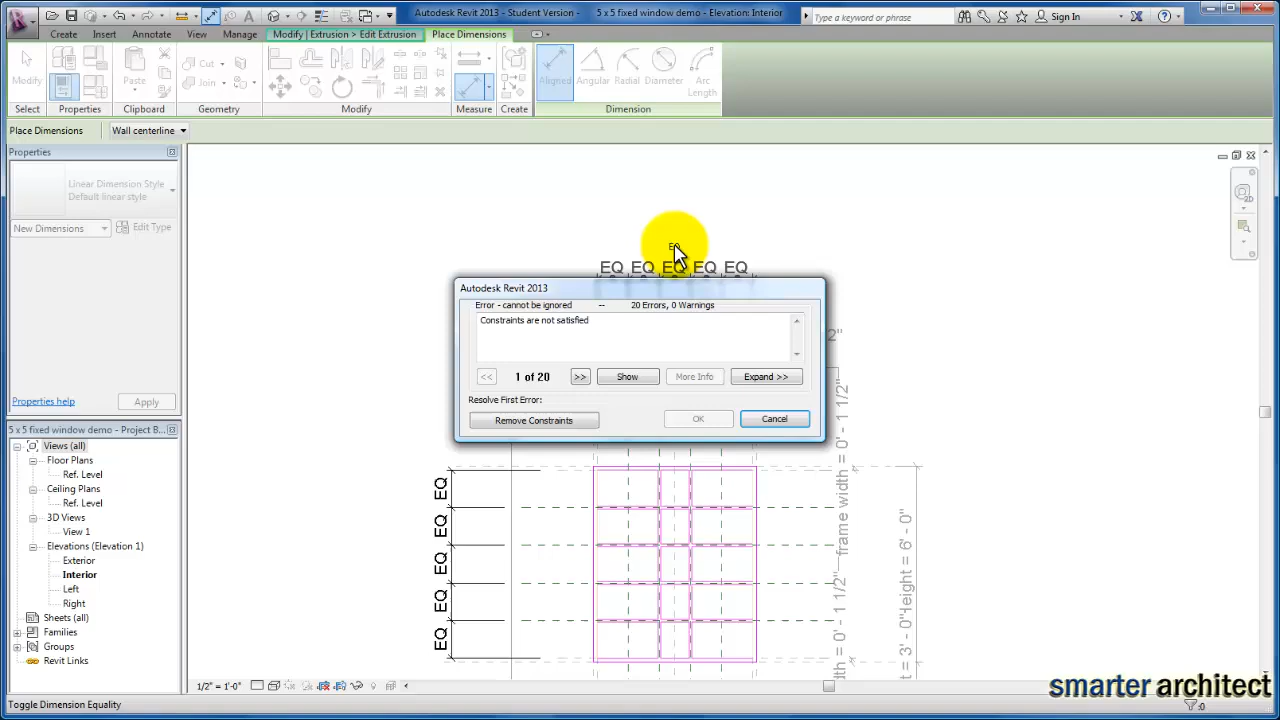 Autodesk Revit 2013 - Student Version - 5 x 5 fixed window demo - Elevation: Interior
Type a keyword or phrase
Sign In
Create Insert Annotate View Manage Modify | Extrusion > Edit Extrusion Place Dimensions
Modify
Paste
Cut
Join
Aligned Angular Radial Diameter Arc
Length
Select Properties Clipboard Geometry Modify Measure Create Dimension
Place Dimensions Wall centerline
Properties
Linear Dimension Style
Default linear style
New Dimensions Edit Type
Properties help Apply
5 x 5 fixed window demo - Project B...
Views (all)
Floor Plans
Ref. Level
Ceiling Plans
Ref. Level
3D Views
View 1
Elevations (Elevation 1)
Exterior
Interior
Left
Right
Sheets (all)
Families
Groups
Revit Links
EQ
EQ EQ EQ EQ EQ
Autodesk Revit 2013
Error - cannot be ignored -- 20 Errors, 0 Warnings
Constraints are not satisfied
<< 1 of 20 >> Show More Info Expand >>
Resolve First Error:
Remove Constraints OK Cancel
EQ
EQ
EQ
EQ
EQ
frame width = 0' - 1 1/2"
= 0' - 1 1/2"
Height = 6' - 0"
= 3' - 0"
1/2" = 1'-0"
smarter architect
Toggle Dimension Equality
:0